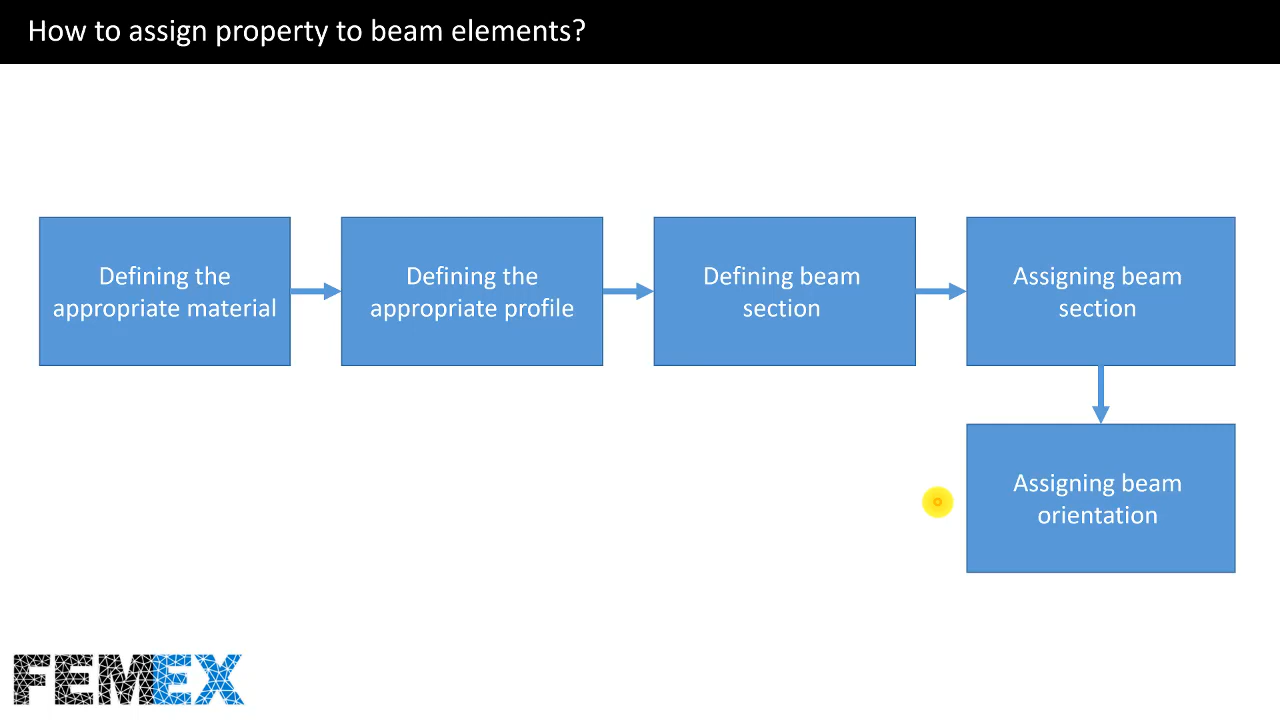 How to assign property to beam elements?
Defining the
appropriate material
Defining the
appropriate profile
Defining beam
section
Assigning beam
section
Assigning beam
orientation
FEMEX